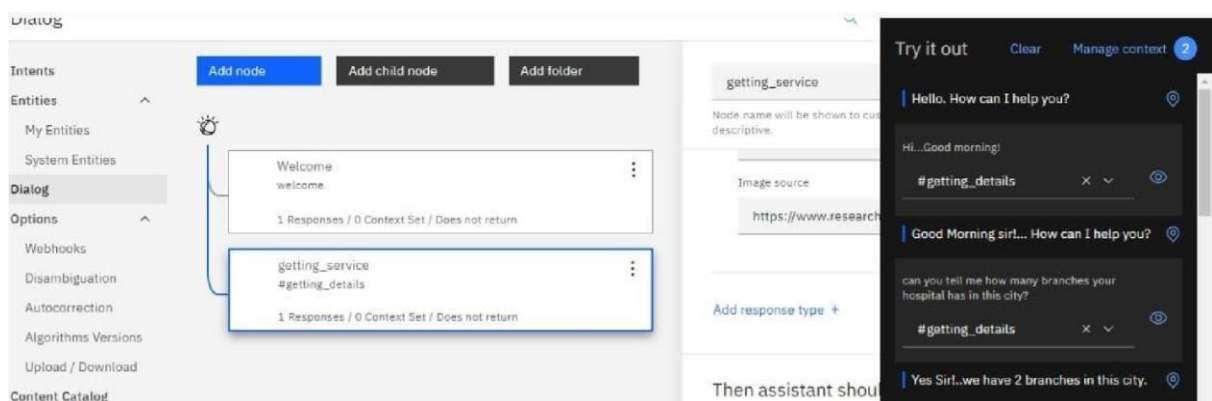 Dialog
Intents
Entities
My Entities
System Entities
Dialog
Options
Webhooks
Disambiguation
Autocorrection
Algorithms Versions
Upload / Download
Content Catalog
Add node
Add child node
Add folder
Welcome
welcome
1 Responses / 0 Context Set / Does not return
getting_service
#getting_details
1 Responses / 0 Context Set / Does not return
getting_service
Node name will be shown to cus
descriptive.
Image source
https://www.research
Add response type +
Then assistant shoul
Try it out
Clear
Manage context 2
Hello. How can I help you?
Hi...Good morning!
#getting_details
Good Morning sir!... How can I help you?
can you tell me how many branches your
hospital has in this city?
#getting_details
Yes Sir!..we have 2 branches in this city.